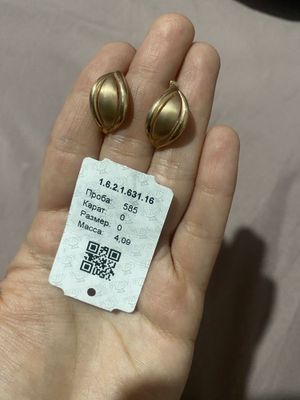 1.6.2.1.631.16
Проба: 585
Карат: 0
Размер: 0
Масса: 4,09